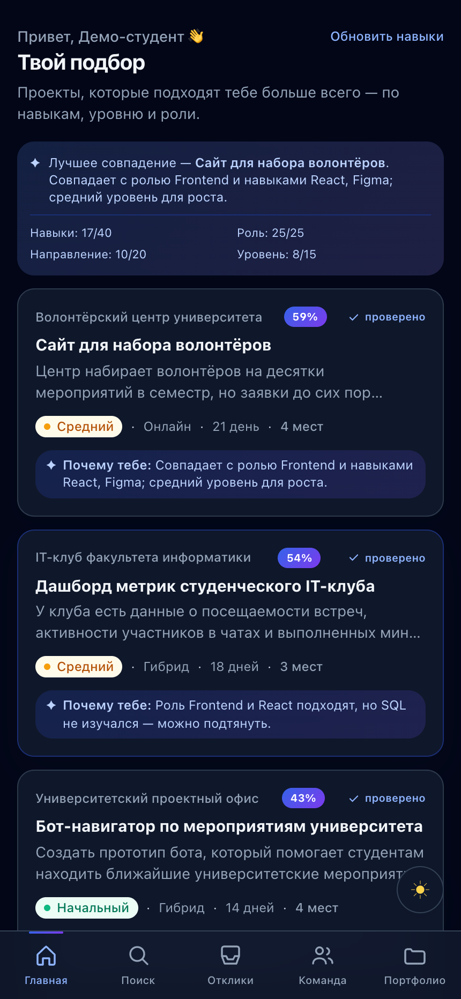 Привет, Демо-студент 👋
Обновить навыки
Твой подбор
Проекты, которые подходят тебе больше всего — по
навыкам, уровню и роли.
✦ Лучшее совпадение — Сайт для набора волонтёров.
Совпадает с ролью Frontend и навыками React, Figma;
средний уровень для роста.
Навыки: 17/40
Роль: 25/25
Направление: 10/20
Уровень: 8/15
Волонтёрский центр университета
59%
✓ проверено
Сайт для набора волонтёров
Центр набирает волонтёров на десятки
мероприятий в семестр, но заявки до сих пор...
Средний · Онлайн · 21 день · 4 мест
✦ Почему тебе: Совпадает с ролью Frontend и навыками
React, Figma; средний уровень для роста.
IT-клуб факультета информатики
54%
✓ проверено
Дашборд метрик студенческого IT-клуба
У клуба есть данные о посещаемости встреч,
активности участников в чатах и выполненных мин...
Средний · Гибрид · 18 дней · 3 мест
✦ Почему тебе: Роль Frontend и React подходят, но SQL
не изучался — можно подтянуть.
Университетский проектный офис
43%
✓ проверено
Бот-навигатор по мероприятиям университета
Создать прототип бота, который помогает студентам
находить ближайшие университетские
Начальный · Гибрид · 14 дней · 4 мест
Главная
Поиск
Отклики
Команда
Портфолио